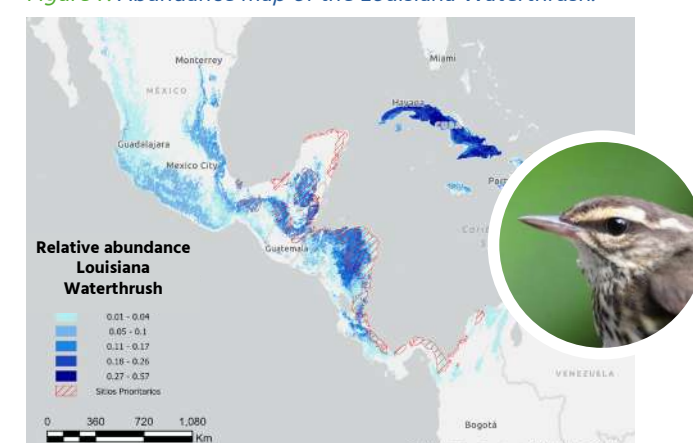 Figure 1. Abundance map of the Louisiana Waterthrush.
Monterrey
Miami
MÉXICO
Havana
CUBA
Guadalajara
Mexico City
Guatemala
Relative abundance
Louisiana
Waterthrush
0.01 - 0.04
0.05 - 0.1
0.11 - 0.17
0.18 - 0.26
0.27 - 0.57
Sitios Prioritarios
VENEZUELA
0 360 720 1,080
Km
Bogotá